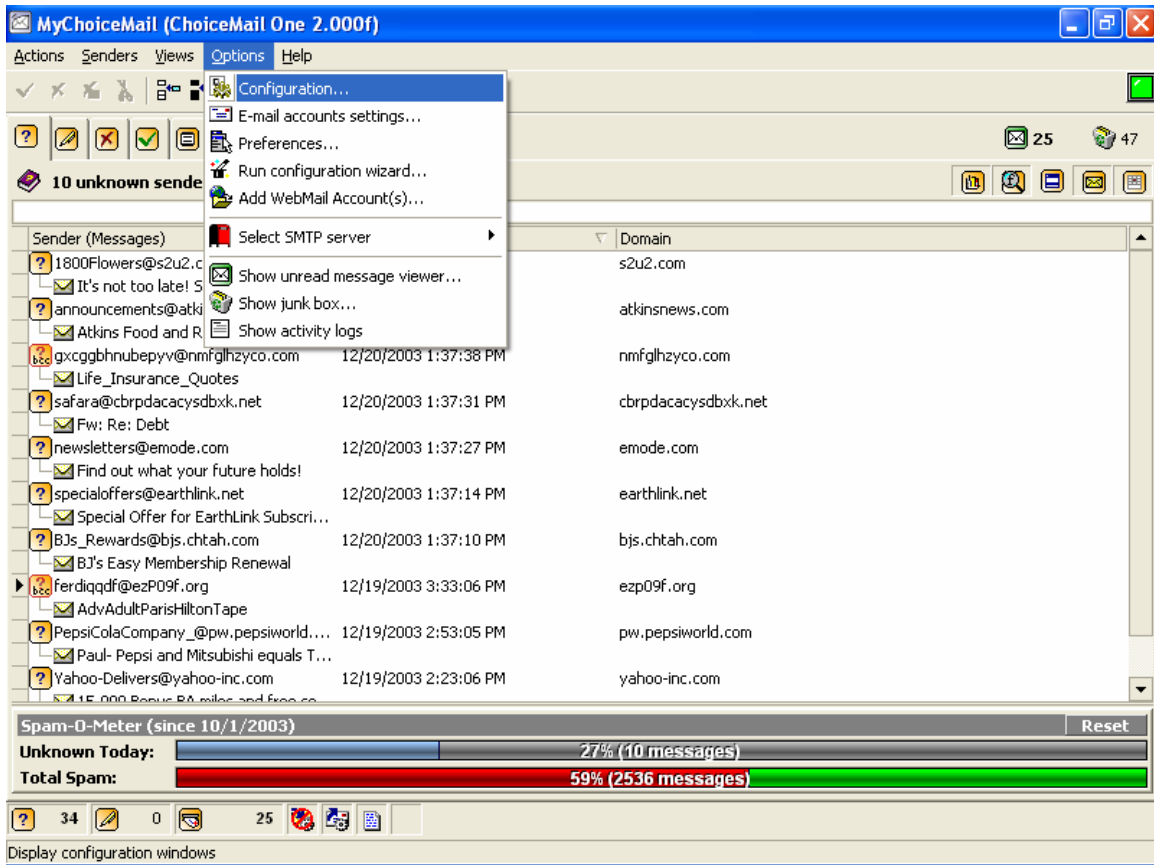 MyChoiceMail (ChoiceMail One 2.000f)
Actions Senders Views Options Help
Configuration...
E-mail accounts settings...
Preferences...
Run configuration wizard...
Add WebMail Account(s)...
Select SMTP server
Show unread message viewer...
Show junk box...
Show activity logs
25 47
10 unknown sende
Sender (Messages) Domain
1800Flowers@s2u2.c s2u2.com
It's not too late! S
announcements@atki atkinsnews.com
Atkins Food and R
gxcggbhnubepyv@nmfglhzyco.com 12/20/2003 1:37:38 PM nmfglhzyco.com
Life_Insurance_Quotes
safara@cbrpdacacysdbxk.net 12/20/2003 1:37:31 PM cbrpdacacysdbxk.net
Fw: Re: Debt
newsletters@emode.com 12/20/2003 1:37:27 PM emode.com
Find out what your future holds!
specialoffers@earthlink.net 12/20/2003 1:37:14 PM earthlink.net
Special Offer for EarthLink Subscri...
BJs_Rewards@bjs.chtah.com 12/20/2003 1:37:10 PM bjs.chtah.com
BJ's Easy Membership Renewal
ferdiqqdf@ezP09f.org 12/19/2003 3:33:06 PM ezp09f.org
AdvAdultParisHiltonTape
PepsiColaCompany_@pw.pepsiworld.... 12/19/2003 2:53:05 PM pw.pepsiworld.com
Paul- Pepsi and Mitsubishi equals T...
Yahoo-Delivers@yahoo-inc.com 12/19/2003 2:23:06 PM yahoo-inc.com
Spam-O-Meter (since 10/1/2003) Reset
Unknown Today: 27% (10 messages)
Total Spam: 59% (2536 messages)
34 0 25
Display configuration windows